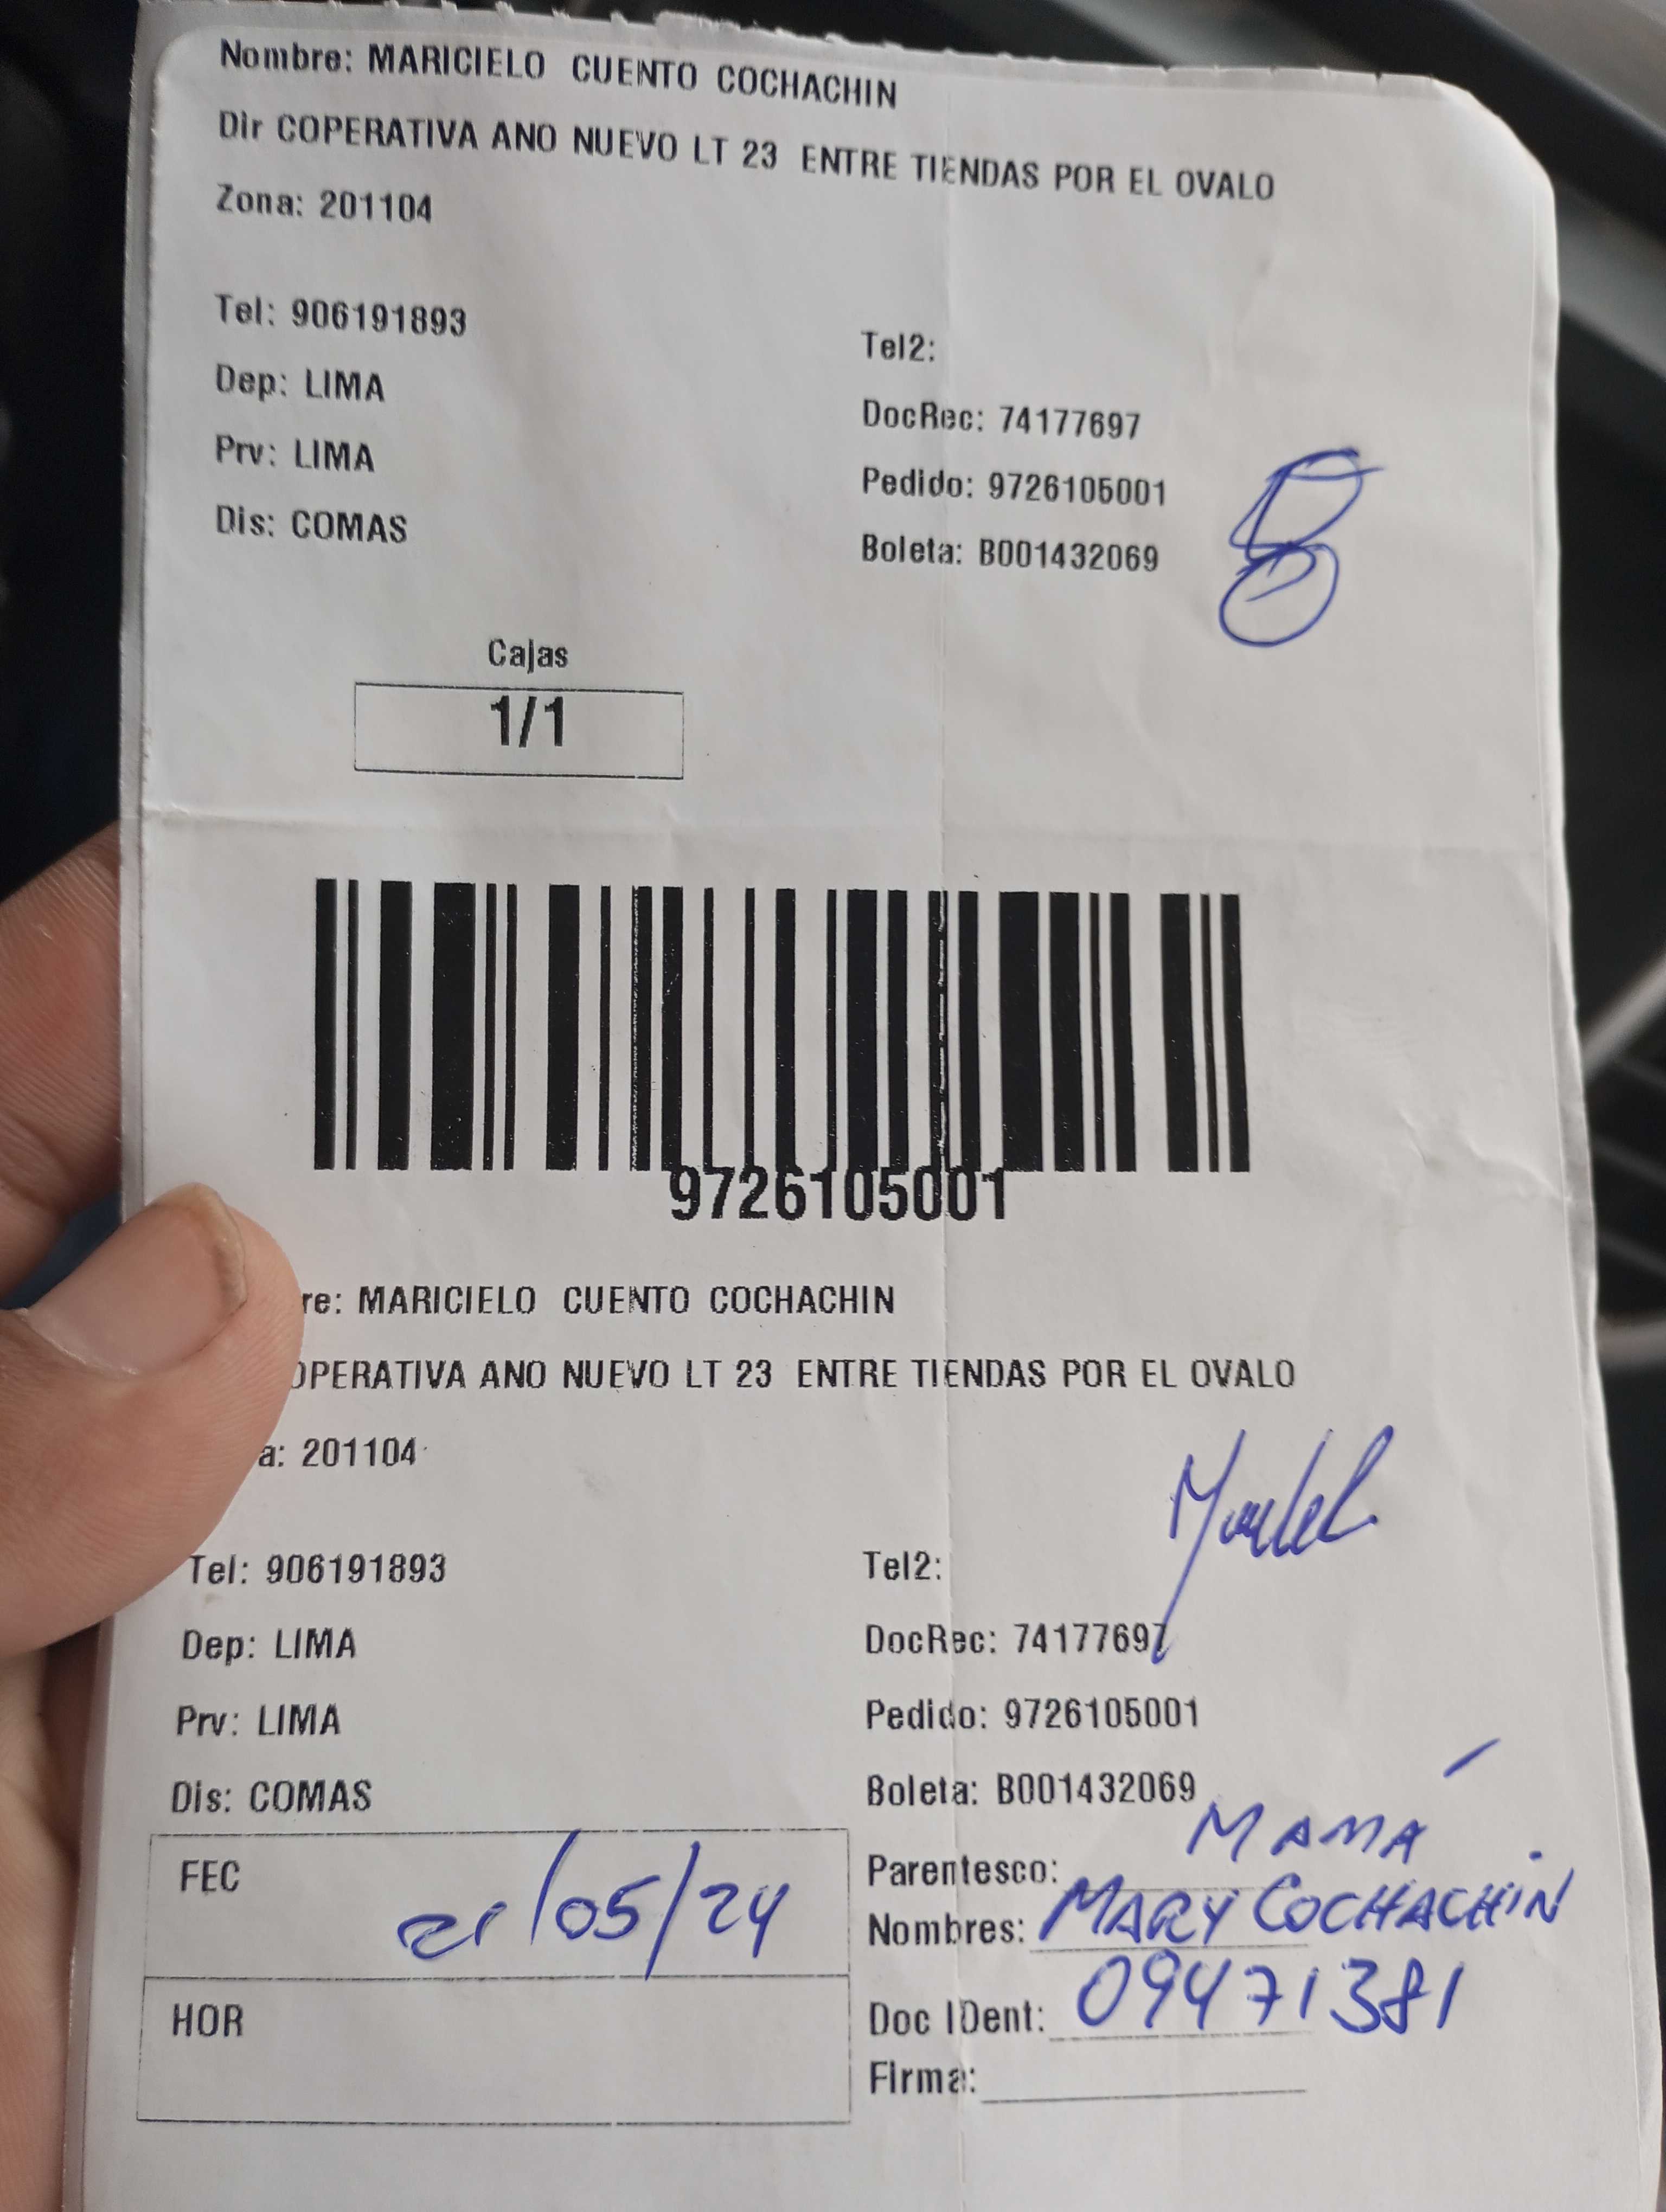 Nombre: MARICIELO CUENTO COCHACHIN
Dir COPERATIVA ANO NUEVO LT 23 ENTRE TIENDAS POR EL OVALO
Zona: 201104
Tel: 906191893
Tel2:
Dep: LIMA
DocRec: 74177697
Prv: LIMA
Pedido: 9726105001
Dis: COMAS
Boleta: B001432069
Cajas
1/1
9726105001
re: MARICIELO CUENTO COCHACHIN
OPERATIVA ANO NUEVO LT 23 ENTRE TIENDAS POR EL OVALO
a: 201104
Tel: 906191893
Tel2:
Dep: LIMA
DocRec: 74177697
Prv: LIMA
Pedido: 9726105001
Dis: COMAS
Boleta: B001432069
FEC 21/05/24
Parentesco: MAMÁ
Nombres: MARY COCHACHIN
HOR
Doc IDent: 09471381
Firma: